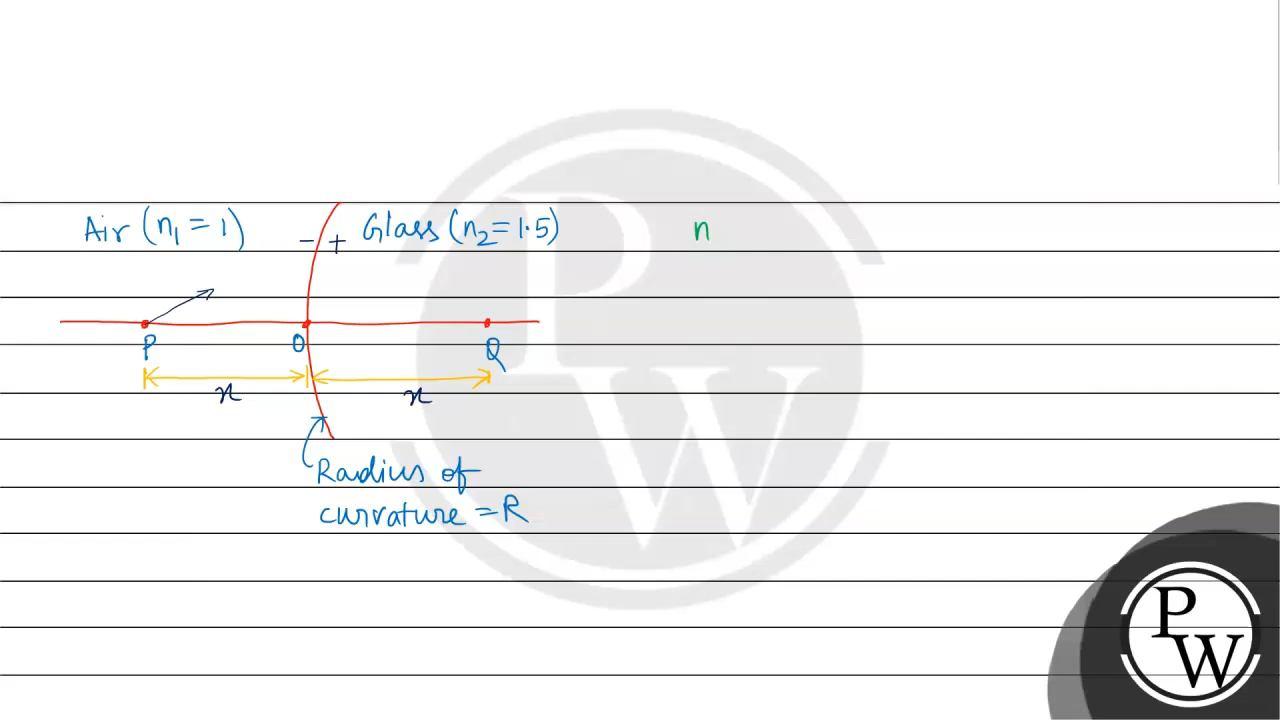 Air (n₁ = 1)
- +
Glass (n₂ = 1.5)
n
P
O
Q
x
x
Radius of
curvature = R
P
W
P
W